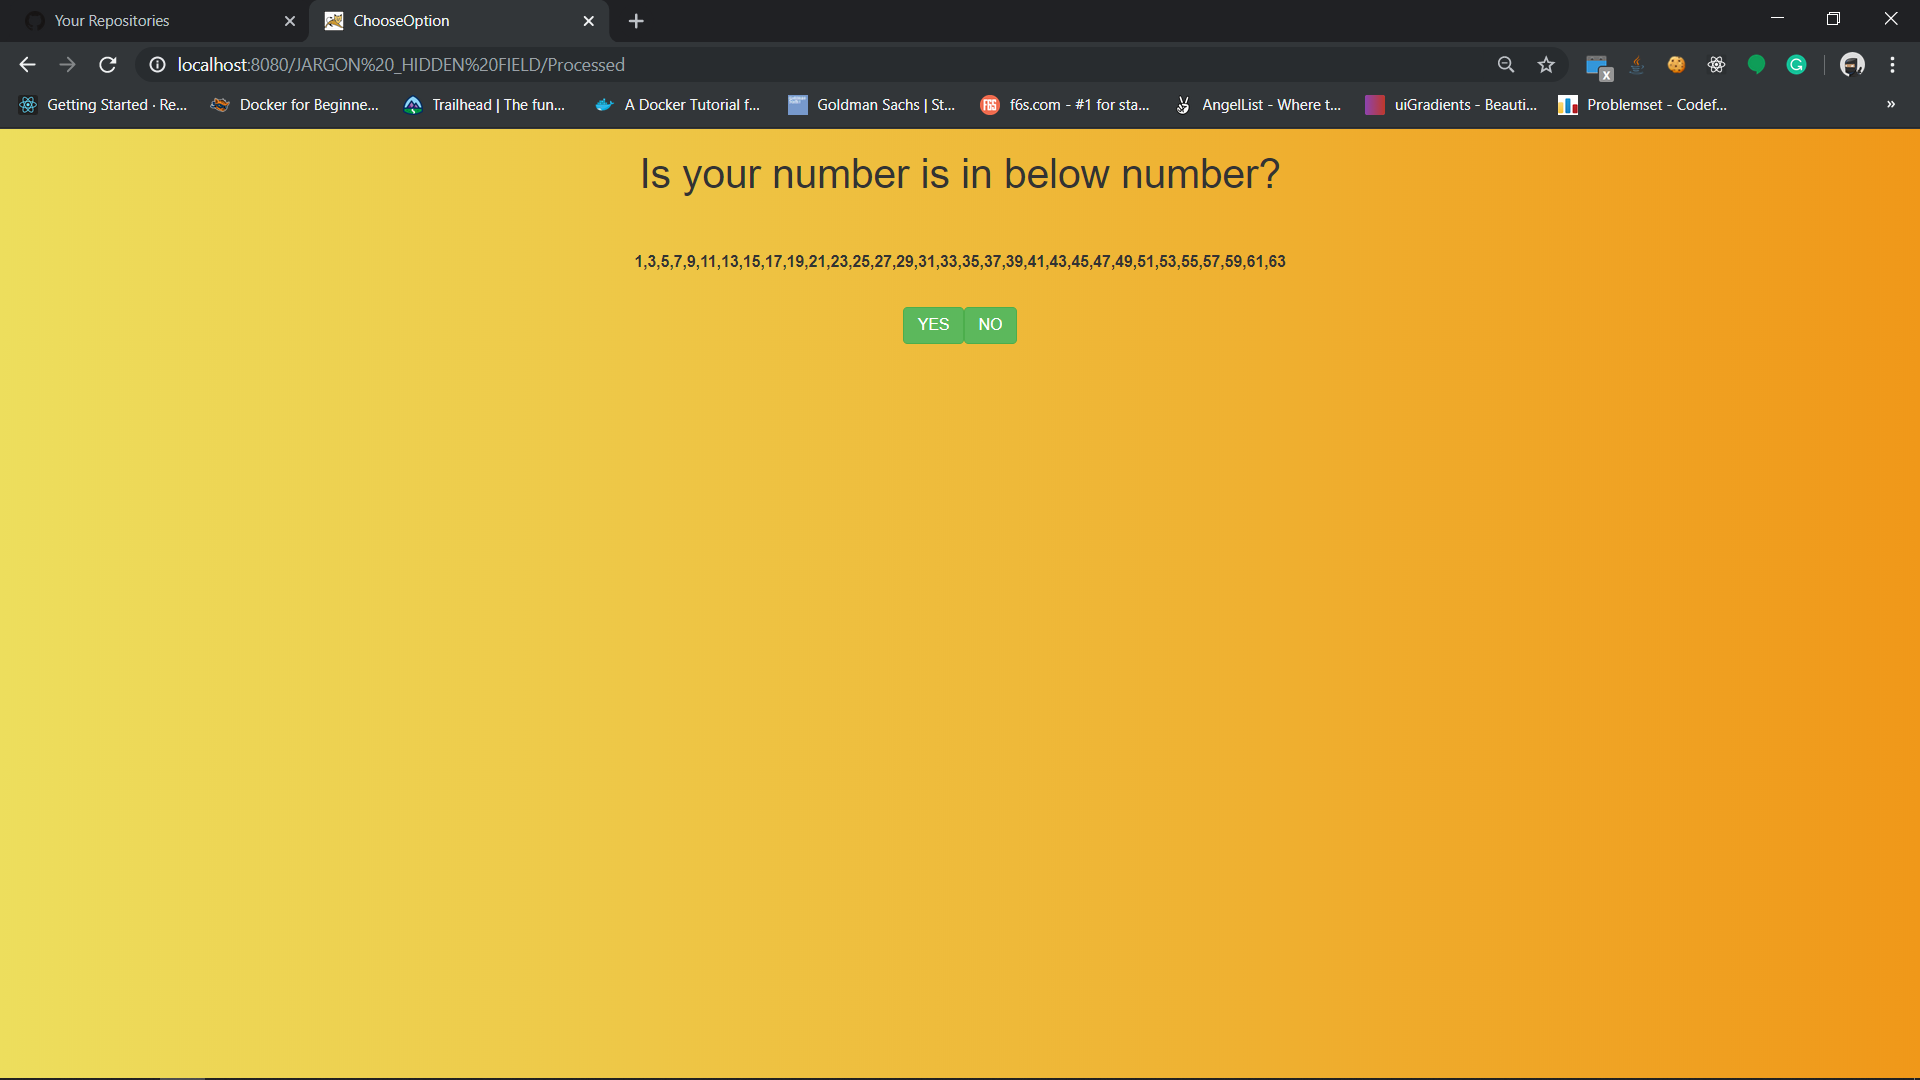 Your Repositories
ChooseOption
localhost:8080/JARGON%20_HIDDEN%20FIELD/Processed
x
Getting Started · Re... Docker for Beginne... Trailhead | The fun... A Docker Tutorial f... Goldman Sachs | St... F6S f6s.com - #1 for sta... AngelList - Where t... uiGradients - Beauti... Problemset - Codef... »
Is your number is in below number?
1,3,5,7,9,11,13,15,17,19,21,23,25,27,29,31,33,35,37,39,41,43,45,47,49,51,53,55,57,59,61,63
YES NO